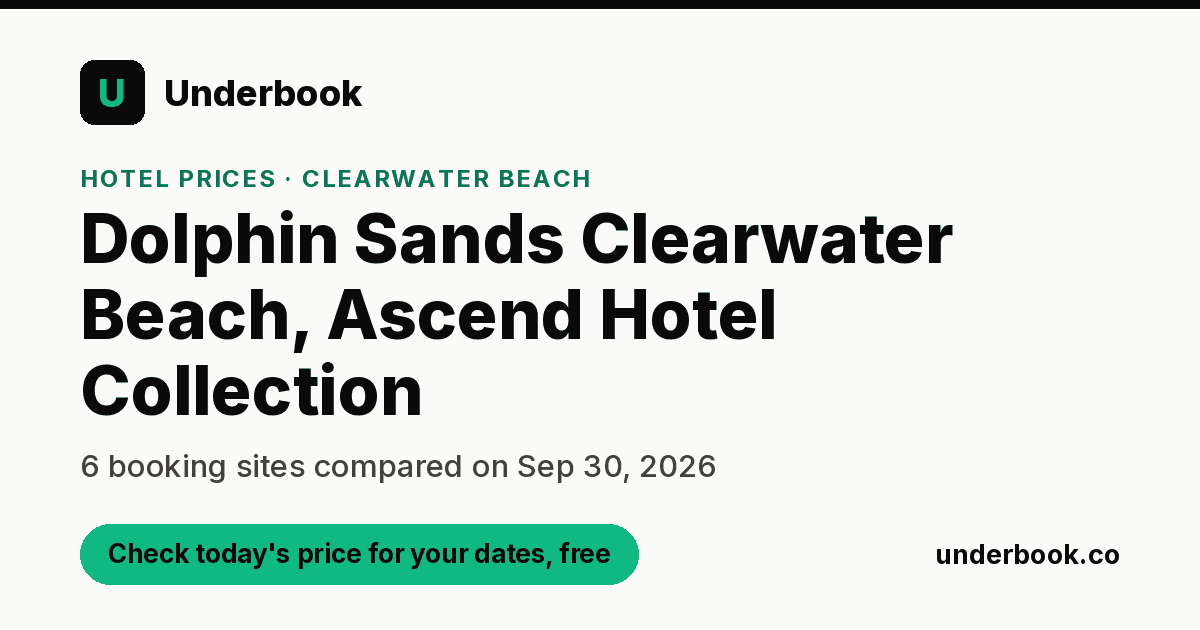 U Underbook
HOTEL PRICES · CLEARWATER BEACH
Dolphin Sands Clearwater
Beach, Ascend Hotel
Collection
6 booking sites compared on Sep 30, 2026
Check today's price for your dates, free
underbook.co